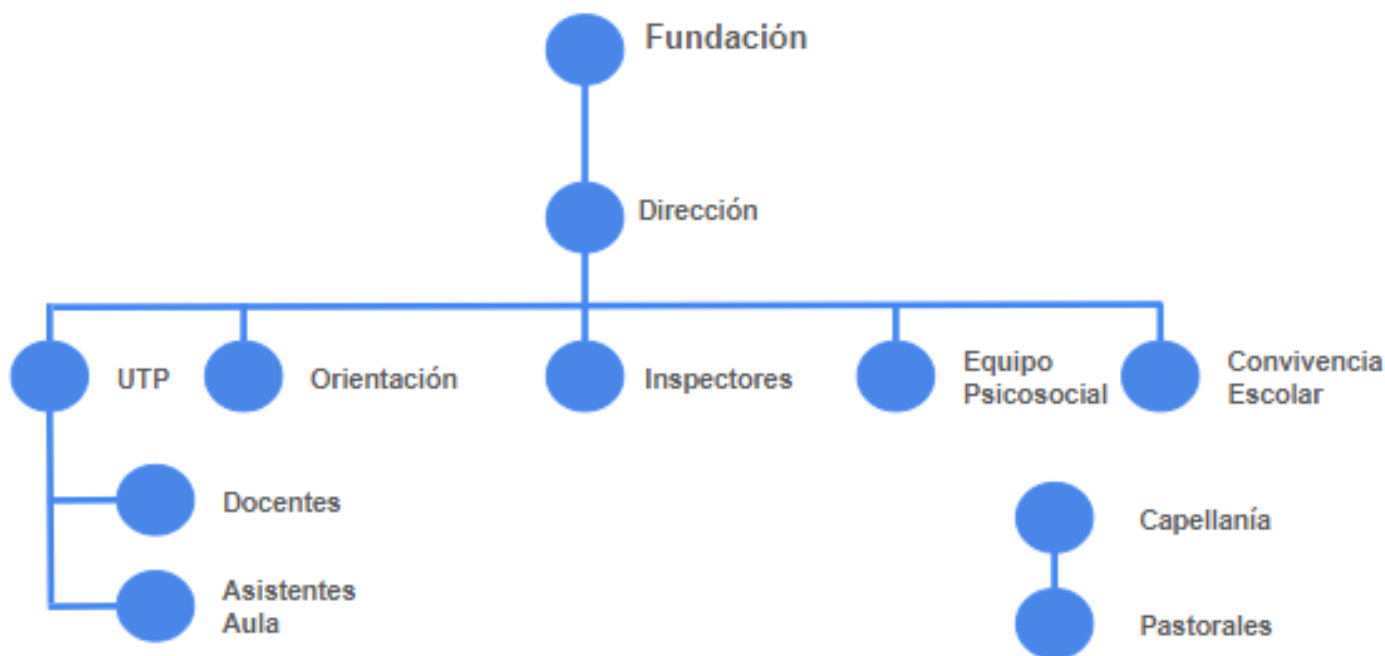 Fundación
Dirección
UTP
Orientación
Inspectores
Equipo
Psicosocial
Convivencia
Escolar
Docentes
Asistentes
Aula
Capellanía
Pastorales